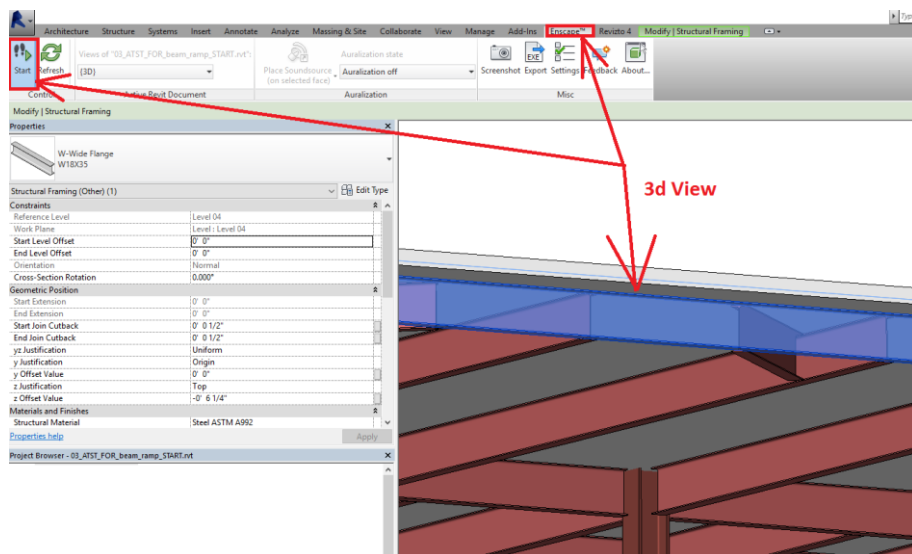 Typ
Architecture Structure Systems Insert Annotate Analyze Massing & Site Collaborate View Manage Add-Ins Enscape™ Revizto 4 Modify | Structural Framing
Views of "03_ATST_FOR_beam_ramp_START.rvt": Auralization state
Start Refresh (3D) Place Soundsource (on selected face) Auralization off Screenshot Export Settings Feedback About...
EXE
Control Active Revit Document Auralization Misc
Modify | Structural Framing
Properties
W-Wide Flange
W18X35
Structural Framing (Other) (1) Edit Type
Constraints
Reference Level Level 04
Work Plane Level : Level 04
Start Level Offset 0' 0"
End Level Offset 0' 0"
Orientation Normal
Cross-Section Rotation 0.000°
Geometric Position
Start Extension 0' 0"
End Extension 0' 0"
Start Join Cutback 0' 0 1/2"
End Join Cutback 0' 0 1/2"
yz Justification Uniform
y Justification Origin
y Offset Value 0' 0"
z Justification Top
z Offset Value -0' 6 1/4"
Materials and Finishes
Structural Material Steel ASTM A992
Properties help Apply
Project Browser - 03_ATST_FOR_beam_ramp_START.rvt
3d View